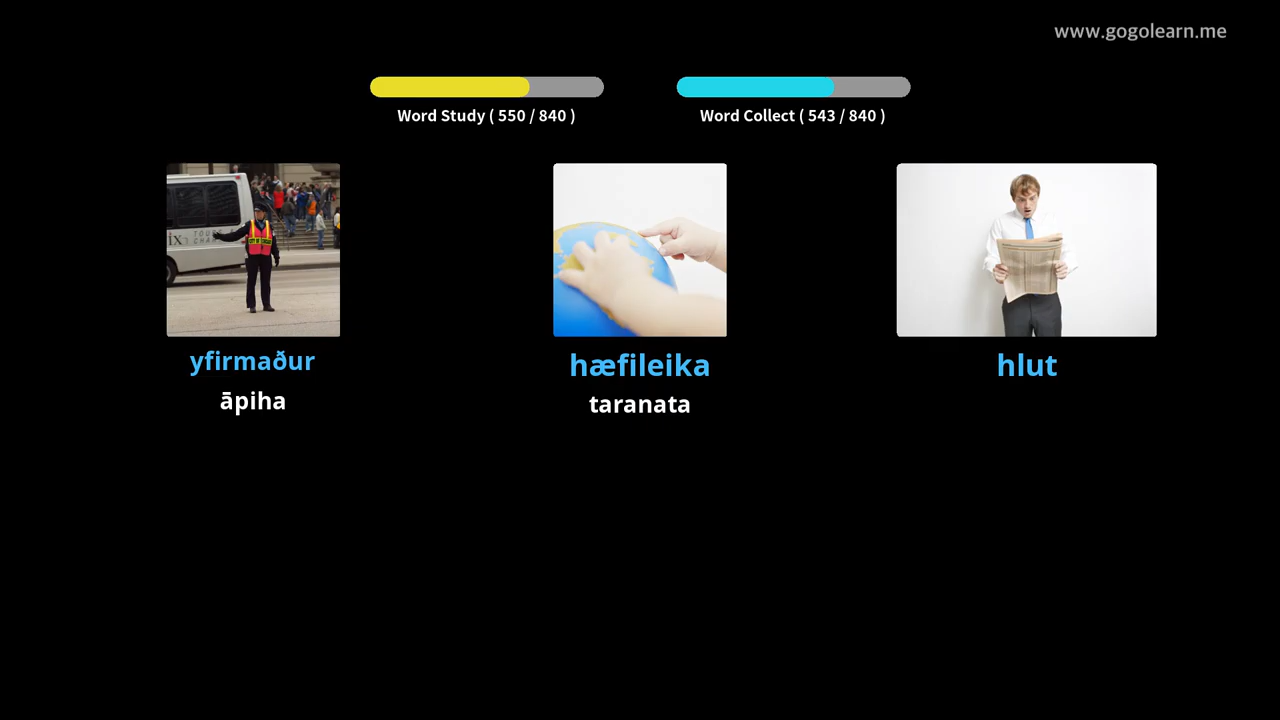 www.gogolearn.me
Word Study ( 550 / 840 )
Word Collect ( 543 / 840 )
yfirmaður
āpiha
hæfileika
taranata
hlut